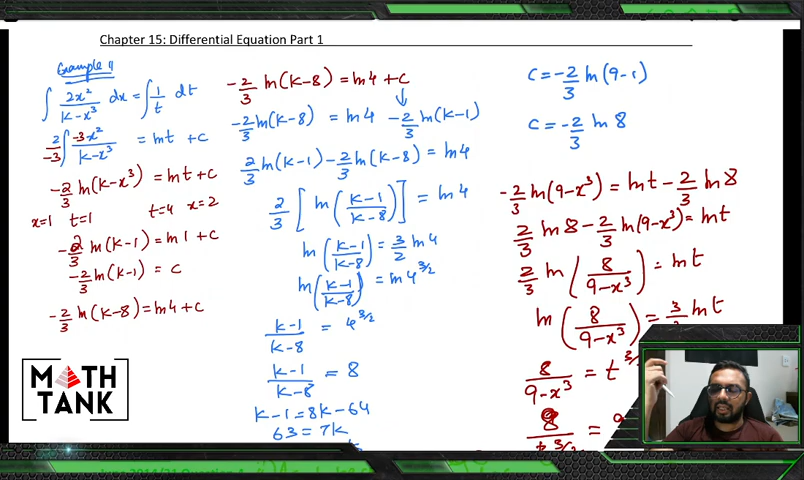 Chapter 15: Differential Equation Part 1
Example 11
∫ 2x²/(k-x³) dx = ∫ 1/t dt
2/-3 ∫ -3x²/(k-x³) = ln t + c
-2/3 ln(k-x³) = ln t + c
x=1 t=1 t=4 x=2
-2/3 ln(k-1) = ln 1 + c
-2/3 ln(k-1) = c
-2/3 ln(k-8) = ln 4 + c
MATH
TANK
-2/3 ln(k-8) = ln 4 + c
-2/3 ln(k-8) = ln 4 -2/3 ln(k-1)
2/3 ln(k-1) - 2/3 ln(k-8) = ln 4
2/3 [ln((k-1)/(k-8))] = ln 4
ln((k-1)/(k-8)) = 3/2 ln 4
ln((k-1)/(k-8)) = ln 4^3/2
(k-1)/(k-8) = 4^3/2
(k-1)/(k-8) = 8
k-1 = 8k-64
63 = 7k
c = -2/3 ln(9-1)
c = -2/3 ln 8
-2/3 ln(9-x³) = ln t - 2/3 ln 8
2/3 ln 8 - 2/3 ln(9-x³) = ln t
2/3 ln(8/(9-x³)) = ln t
ln(8/(9-x³)) = 3/2 ln t
8/(9-x³) = t^3/
8/t^3/2 = 9